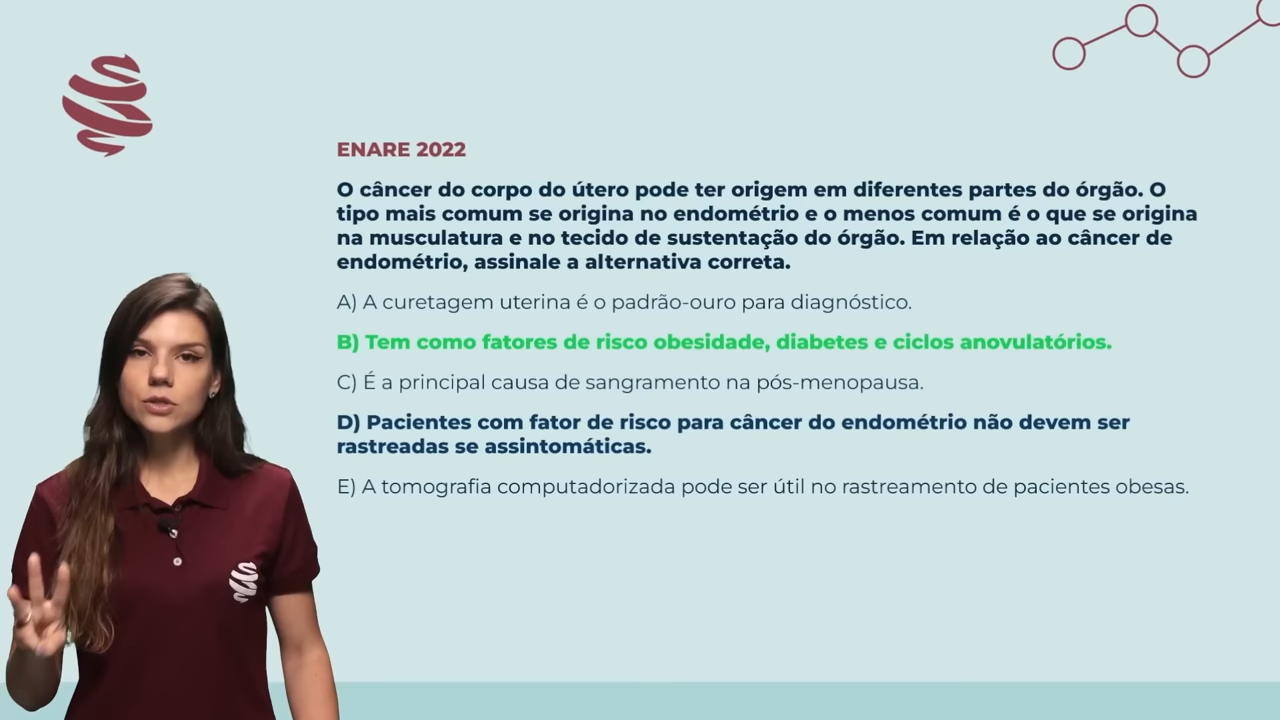 ENARE 2022
O câncer do corpo do útero pode ter origem em diferentes partes do órgão. O
tipo mais comum se origina no endométrio e o menos comum é o que se origina
na musculatura e no tecido de sustentação do órgão. Em relação ao câncer de
endométrio, assinale a alternativa correta.
A) A curetagem uterina é o padrão-ouro para diagnóstico.
B) Tem como fatores de risco obesidade, diabetes e ciclos anovulatórios.
C) É a principal causa de sangramento na pós-menopausa.
D) Pacientes com fator de risco para câncer do endométrio não devem ser
rastreadas se assintomáticas.
E) A tomografia computadorizada pode ser útil no rastreamento de pacientes obesas.